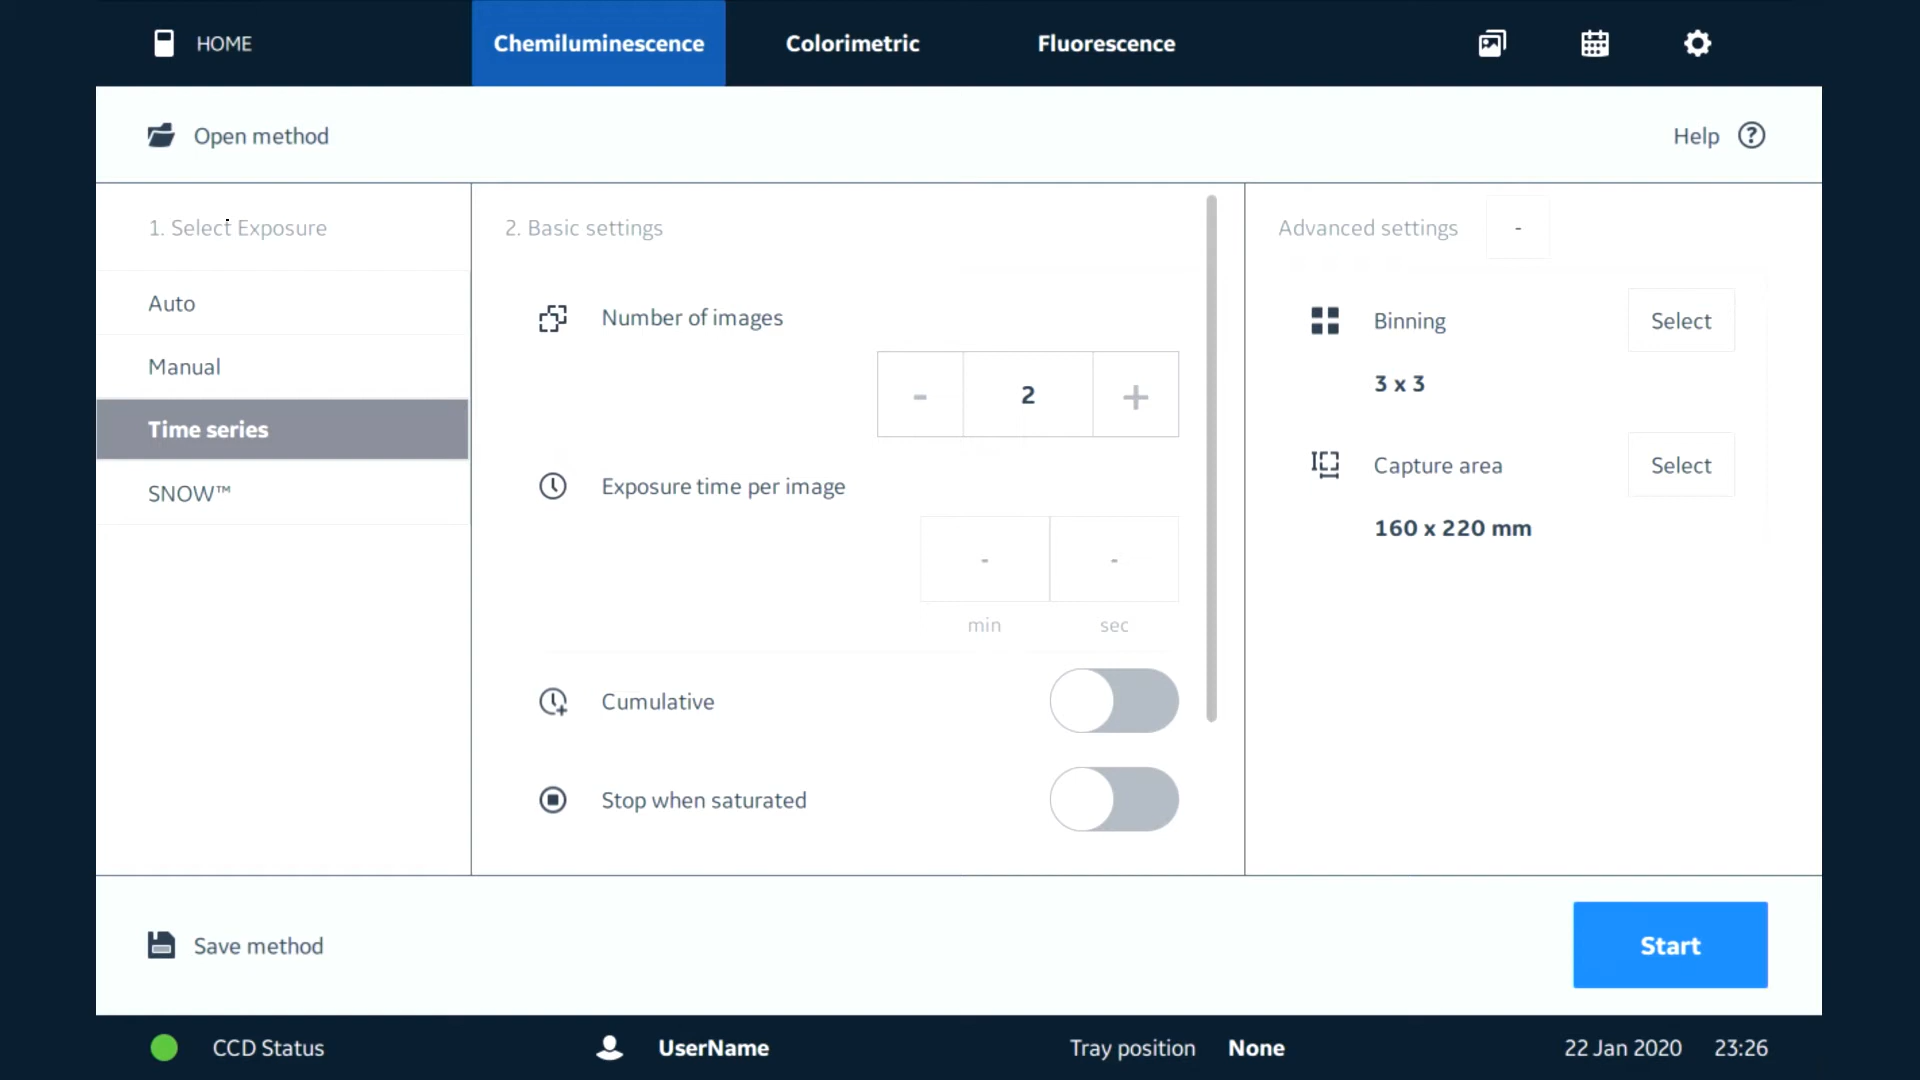 HOME
Chemiluminescence
Colorimetric
Fluorescence
Open method
Help ?
1. Select Exposure
Auto
Manual
Time series
SNOW™
2. Basic settings
Number of images
- 2 +
Exposure time per image
- -
min sec
Cumulative
Stop when saturated
Advanced settings -
Binning Select
3 x 3
Capture area Select
160 x 220 mm
Save method
Start
CCD Status
UserName
Tray position None
22 Jan 2020 23:26